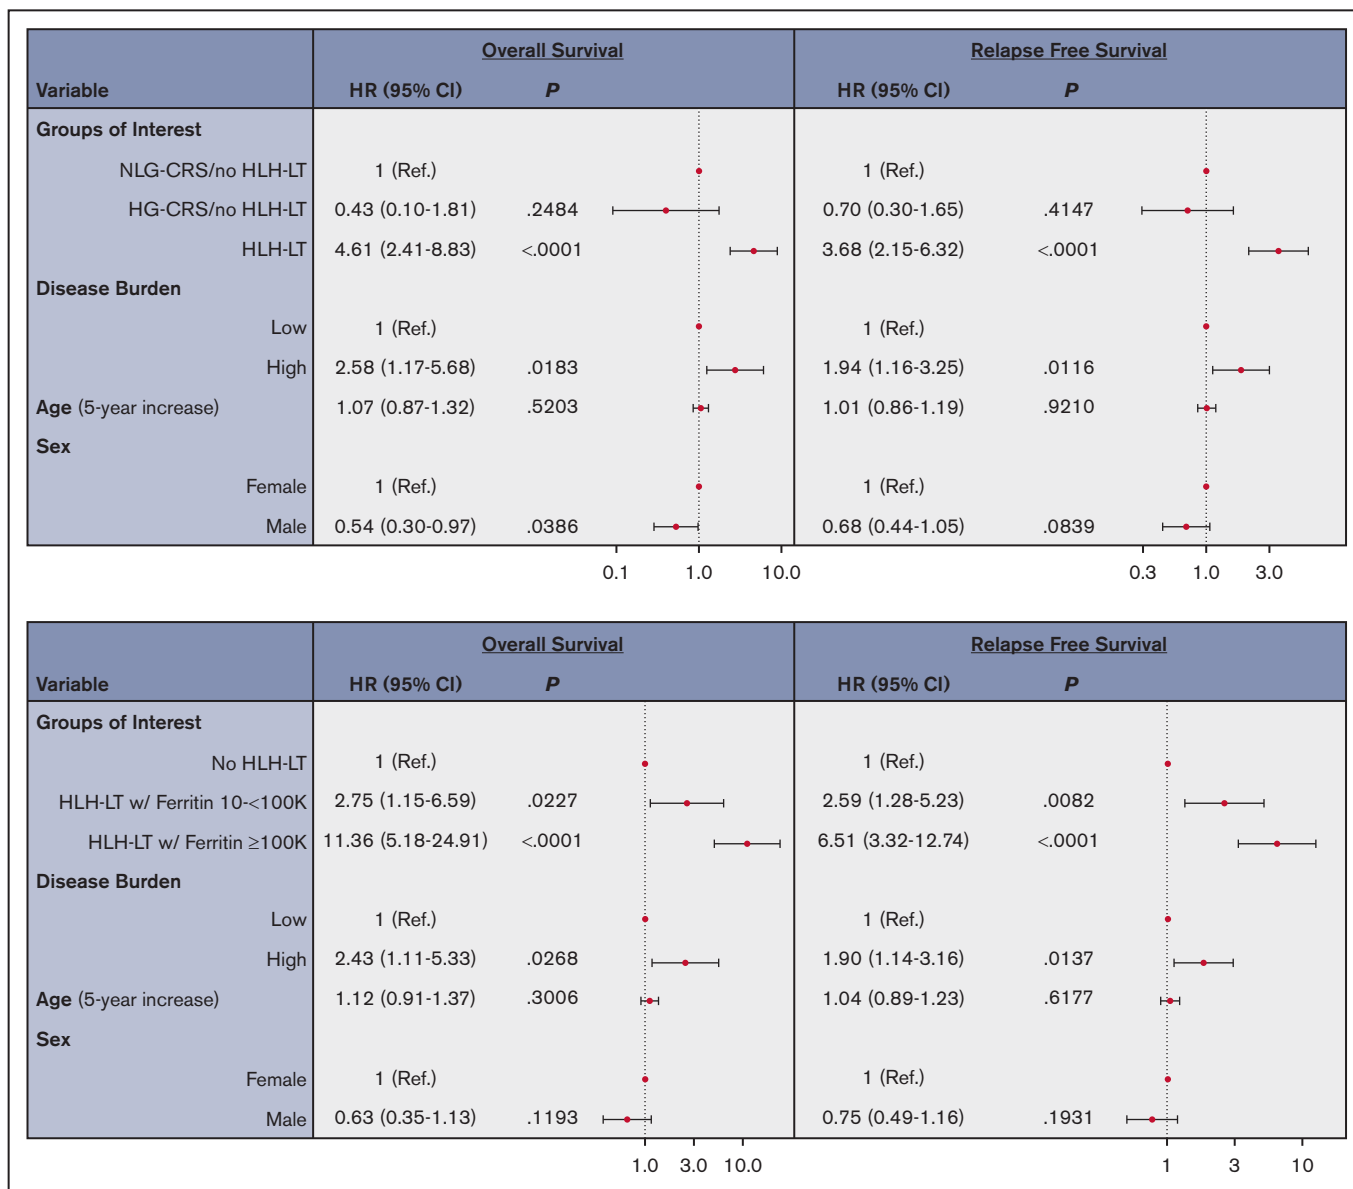 Overall Survival Relapse Free Survival
Variable HR (95% CI) P HR (95% CI) P
Groups of Interest
NLG-CRS/no HLH-LT 1 (Ref.) 1 (Ref.)
HG-CRS/no HLH-LT 0.43 (0.10-1.81) .2484 0.70 (0.30-1.65) .4147
HLH-LT 4.61 (2.41-8.83) <.0001 3.68 (2.15-6.32) <.0001
Disease Burden
Low 1 (Ref.) 1 (Ref.)
High 2.58 (1.17-5.68) .0183 1.94 (1.16-3.25) .0116
Age (5-year increase) 1.07 (0.87-1.32) .5203 1.01 (0.86-1.19) .9210
Sex
Female 1 (Ref.) 1 (Ref.)
Male 0.54 (0.30-0.97) .0386 0.68 (0.44-1.05) .0839
0.1 1.0 10.0 0.3 1.0 3.0
Overall Survival Relapse Free Survival
Variable HR (95% CI) P HR (95% CI) P
Groups of Interest
No HLH-LT 1 (Ref.) 1 (Ref.)
HLH-LT w/ Ferritin 10-<100K 2.75 (1.15-6.59) .0227 2.59 (1.28-5.23) .0082
HLH-LT w/ Ferritin ≥100K 11.36 (5.18-24.91) <.0001 6.51 (3.32-12.74) <.0001
Disease Burden
Low 1 (Ref.) 1 (Ref.)
High 2.43 (1.11-5.33) .0268 1.90 (1.14-3.16) .0137
Age (5-year increase) 1.12 (0.91-1.37) .3006 1.04 (0.89-1.23) .6177
Sex
Female 1 (Ref.) 1 (Ref.)
Male 0.63 (0.35-1.13) .1193 0.75 (0.49-1.16) .1931
1.0 3.0 10.0 1 3 10